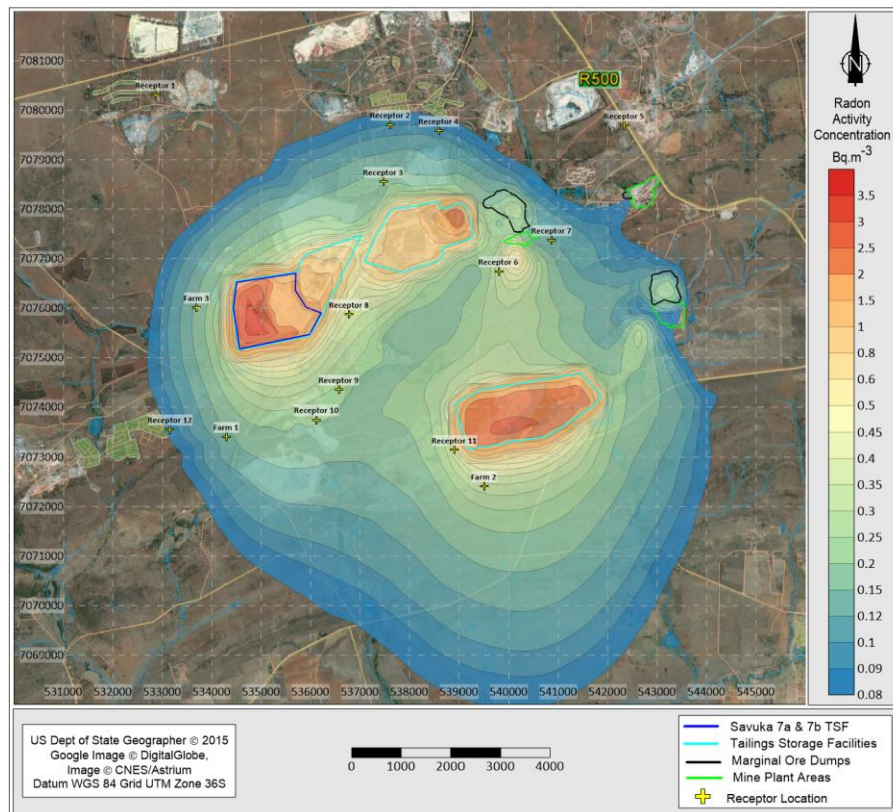 7081000
7080000
7079000
7078000
7077000
7076000
7075000
7074000
7073000
7072000
7071000
7070000
7069000
531000 532000 533000 534000 535000 536000 537000 538000 539000 540000 541000 542000 543000 544000 545000
Receptor 1
Receptor 2
Receptor 4
R500
Receptor 5
Receptor 3
Receptor 7
Receptor 6
Farm 3
Receptor 8
Receptor 9
Receptor 10
Receptor 12
Farm 1
Receptor 11
Farm 2
N
Radon
Activity
Concentration
Bq.m⁻³
3.5
3
2.5
2
1.5
1
0.8
0.6
0.5
0.45
0.4
0.35
0.3
0.25
0.2
0.15
0.12
0.1
0.09
0.08
US Dept of State Geographer © 2015
Google Image © DigitalGlobe,
Image © CNES/Astrium
Datum WGS 84 Grid UTM Zone 36S
0 1000 2000 3000 4000
Savuka 7a & 7b TSF
Tailings Storage Facilities
Marginal Ore Dumps
Mine Plant Areas
Receptor Location